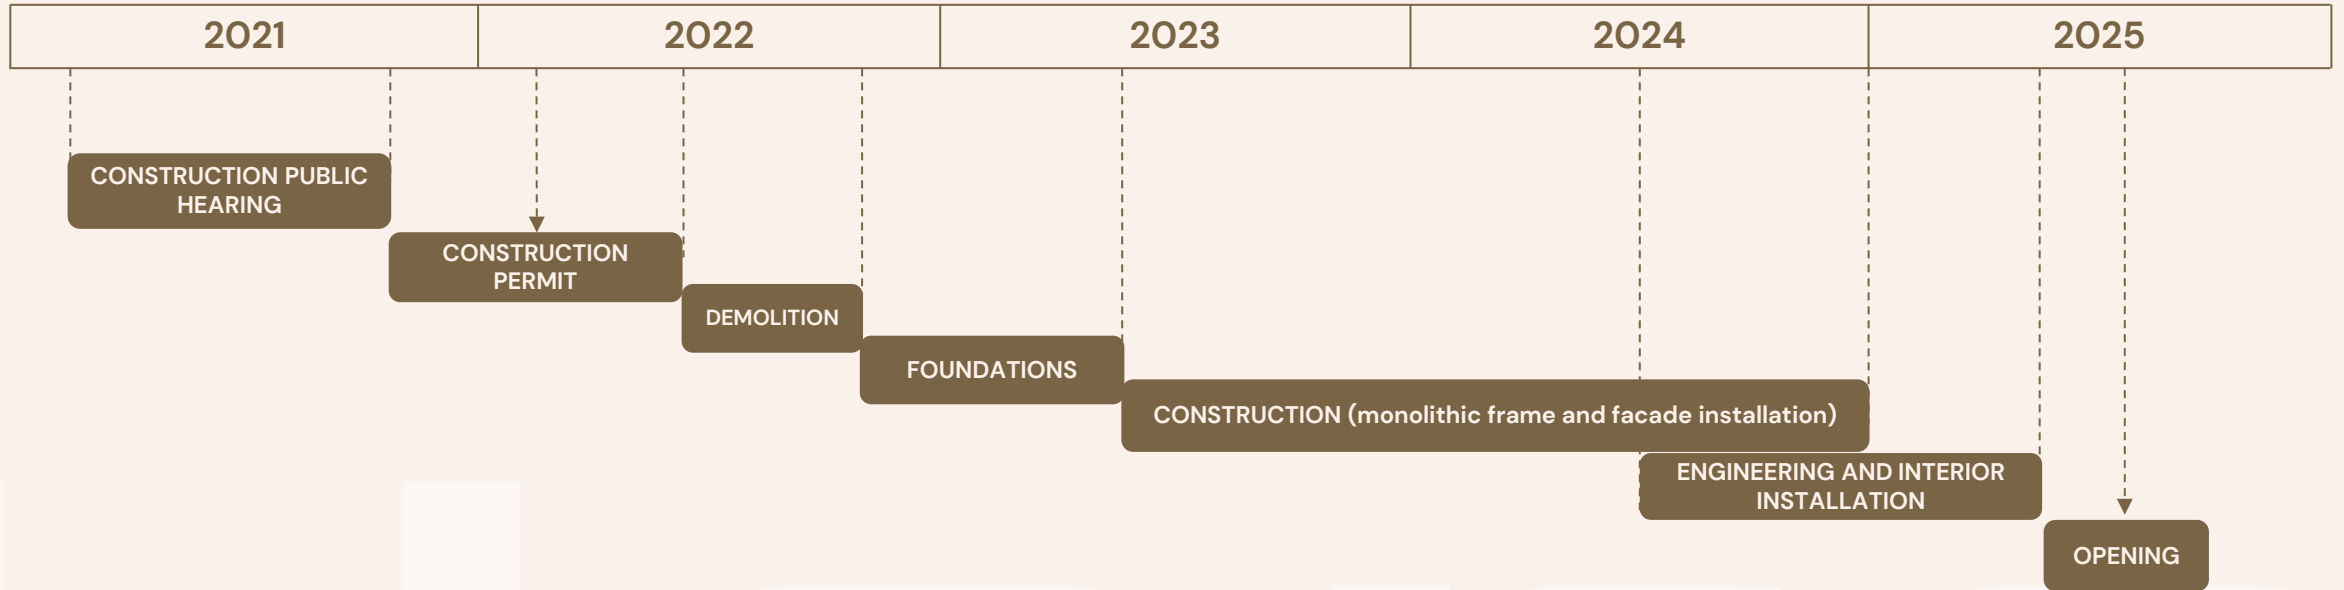 2021
2022
2023
2024
2025
CONSTRUCTION PUBLIC
HEARING
CONSTRUCTION
PERMIT
DEMOLITION
FOUNDATIONS
CONSTRUCTION (monolithic frame and facade installation)
ENGINEERING AND INTERIOR
INSTALLATION
OPENING